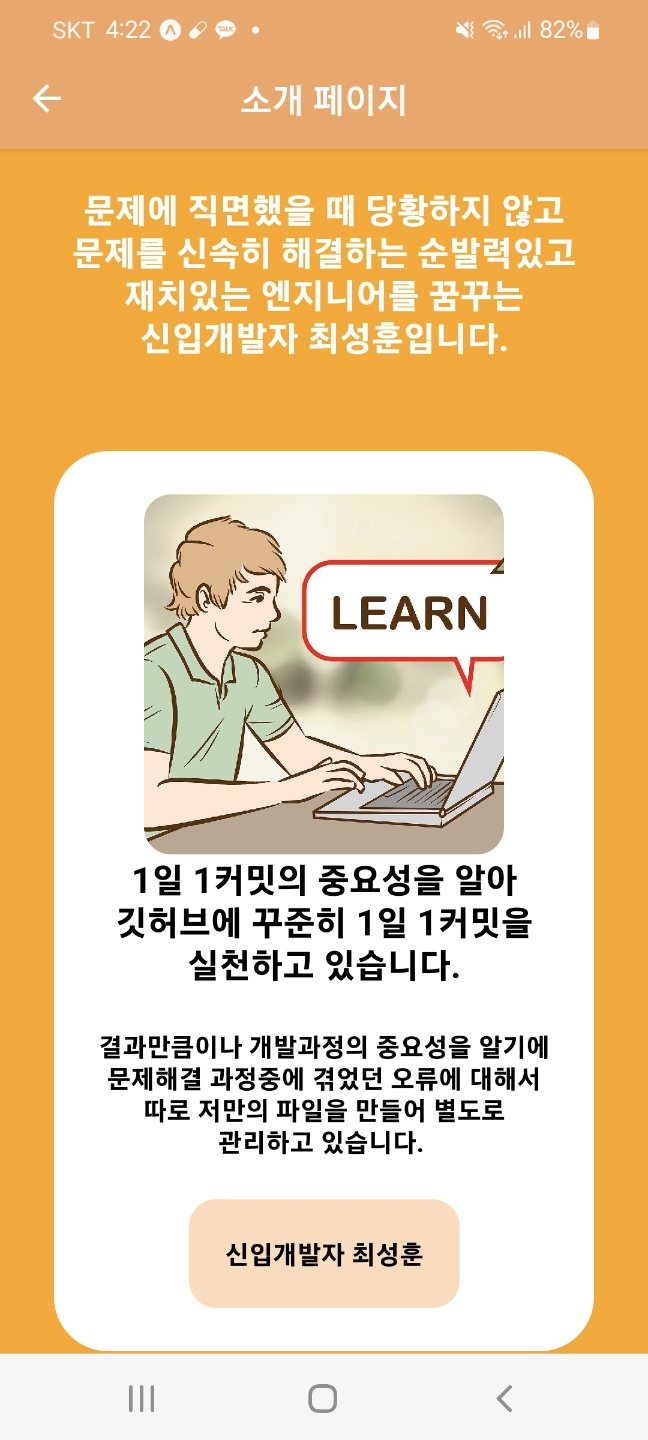 SKT 4:22 TALK 82%
소개 페이지
문제에 직면했을 때 당황하지 않고
문제를 신속히 해결하는 순발력있고
재치있는 엔지니어를 꿈꾸는
신입개발자 최성훈입니다.
LEARN
1일 1커밋의 중요성을 알아
깃허브에 꾸준히 1일 1커밋을
실천하고 있습니다.
결과만큼이나 개발과정의 중요성을 알기에
문제해결 과정중에 겪었던 오류에 대해서
따로 저만의 파일을 만들어 별도로
관리하고 있습니다.
신입개발자 최성훈